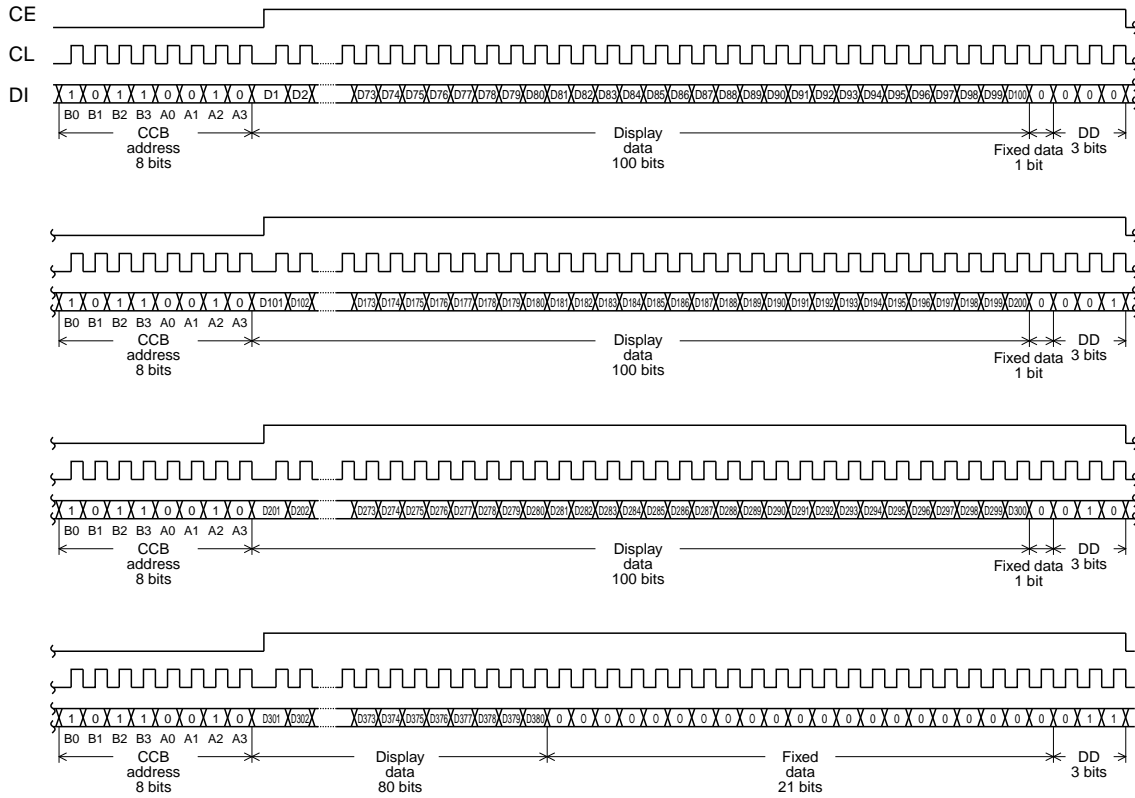 CE
CL
DI 1 0 1 1 0 0 1 0 D1 D2 D73 D74 D75 D76 D77 D78 D79 D80 D81 D82 D83 D84 D85 D86 D87 D88 D89 D90 D91 D92 D93 D94 D95 D96 D97 D98 D99 D100 0 0 0 0
B0 B1 B2 B3 A0 A1 A2 A3
CCB
address
8 bits
Display
data
100 bits
Fixed data
1 bit
DD
3 bits
1 0 1 1 0 0 1 0 D101 D102 D173 D174 D175 D176 D177 D178 D179 D180 D181 D182 D183 D184 D185 D186 D187 D188 D189 D190 D191 D192 D193 D194 D195 D196 D197 D198 D199 D200 0 0 0 1
B0 B1 B2 B3 A0 A1 A2 A3
CCB
address
8 bits
Display
data
100 bits
Fixed data
1 bit
DD
3 bits
1 0 1 1 0 0 1 0 D201 D202 D273 D274 D275 D276 D277 D278 D279 D280 D281 D282 D283 D284 D285 D286 D287 D288 D289 D290 D291 D292 D293 D294 D295 D296 D297 D298 D299 D300 0 0 1 0
B0 B1 B2 B3 A0 A1 A2 A3
CCB
address
8 bits
Display
data
100 bits
Fixed data
1 bit
DD
3 bits
1 0 1 1 0 0 1 0 D301 D302 D373 D374 D375 D376 D377 D378 D379 D380 0 0 0 0 0 0 0 0 0 0 0 0 0 0 0 0 0 0 0 0 0 0 1 1
B0 B1 B2 B3 A0 A1 A2 A3
CCB
address
8 bits
Display
data
80 bits
Fixed
data
21 bits
DD
3 bits